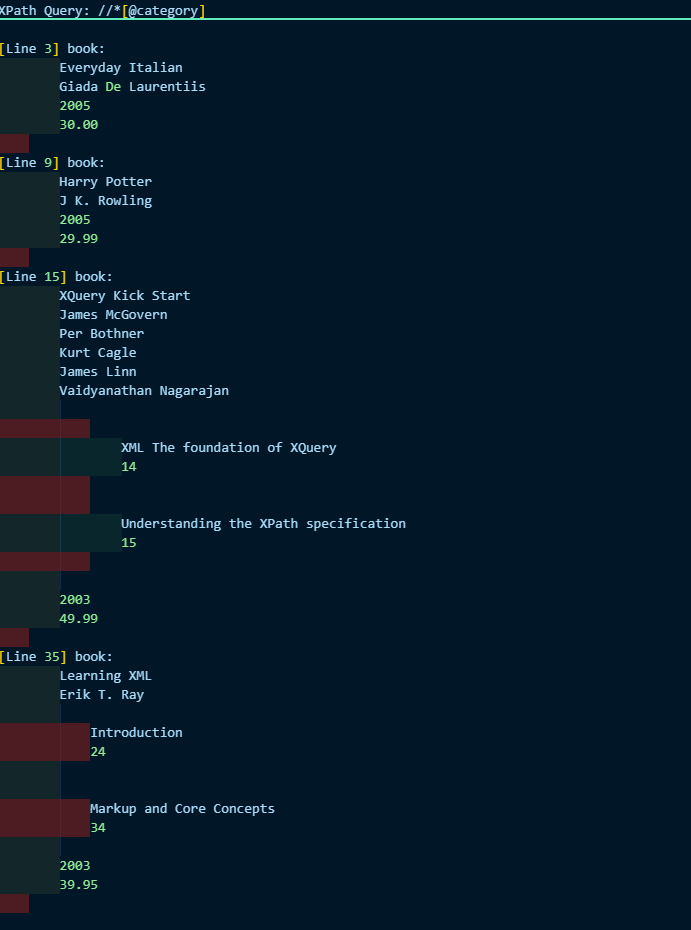 XPath Query: //*[@category]
[Line 3] book:
Everyday Italian
Giada De Laurentiis
2005
30.00
[Line 9] book:
Harry Potter
J K. Rowling
2005
29.99
[Line 15] book:
XQuery Kick Start
James McGovern
Per Bothner
Kurt Cagle
James Linn
Vaidyanathan Nagarajan
XML The foundation of XQuery
14
Understanding the XPath specification
15
2003
49.99
[Line 35] book:
Learning XML
Erik T. Ray
Introduction
24
Markup and Core Concepts
34
2003
39.95